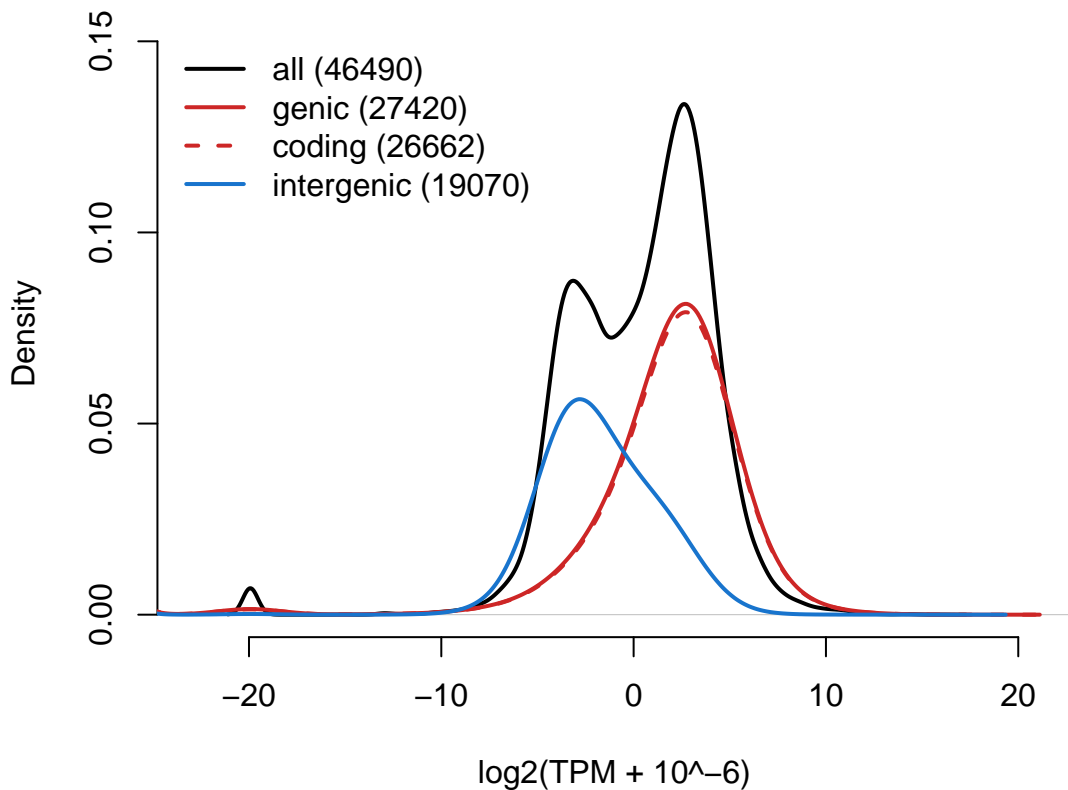 all (46490)
genic (27420)
coding (26662)
intergenic (19070)
Density
0.15
0.10
0.05
0.00
−20 −10 0 10 20
log2(TPM + 10^−6)